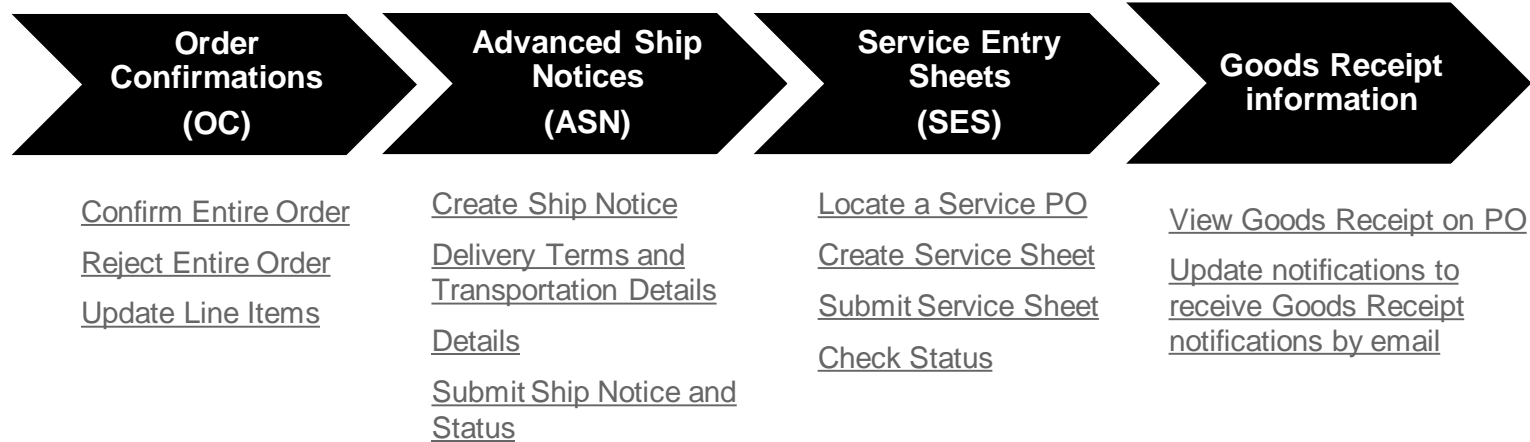 Order
Confirmations
(OC)
Advanced Ship
Notices
(ASN)
Service Entry
Sheets
(SES)
Goods Receipt
information
Confirm Entire Order
Reject Entire Order
Update Line Items
Create Ship Notice
Delivery Terms and
Transportation Details
Details
Submit Ship Notice and
Status
Locate a Service PO
Create Service Sheet
Submit Service Sheet
Check Status
View Goods Receipt on PO
Update notifications to
receive Goods Receipt
notifications by email